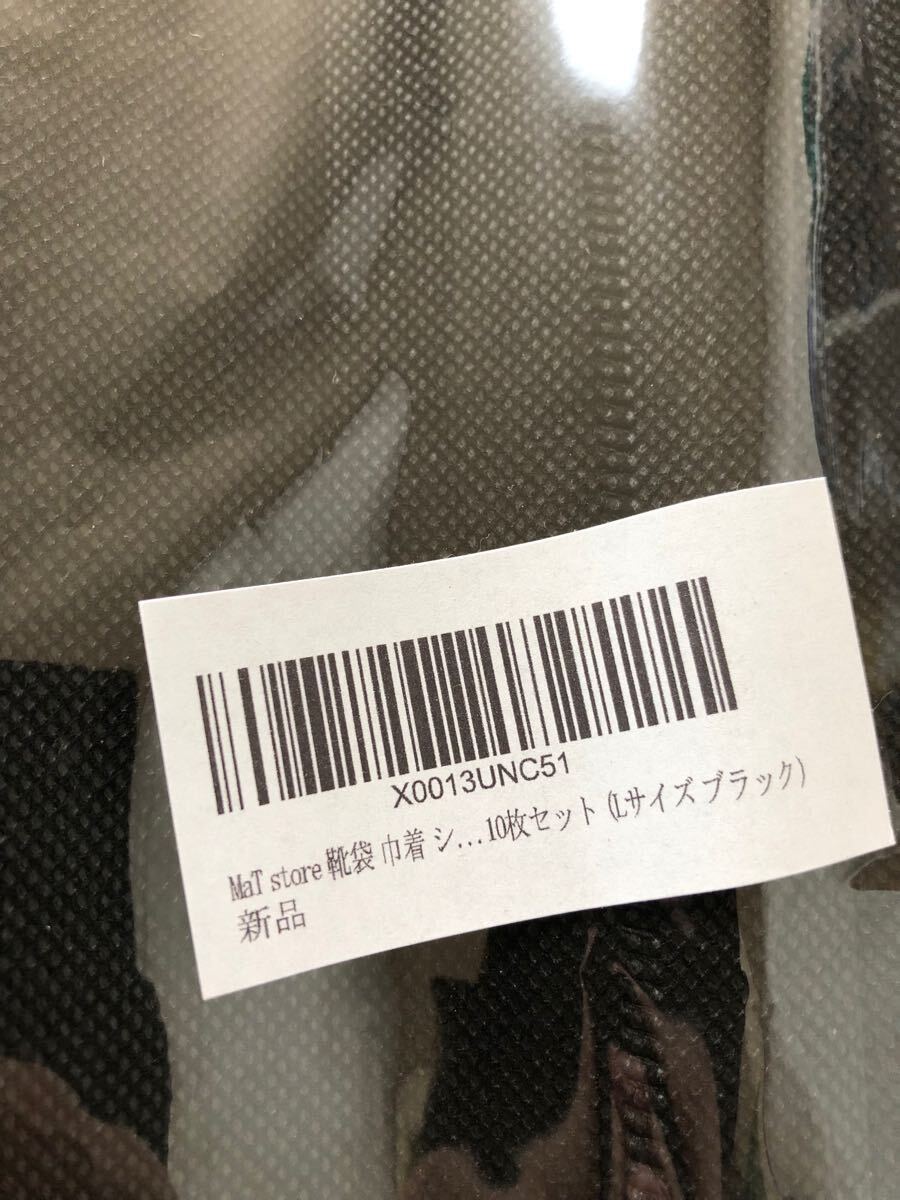 X0013UNC51
MaT store 靴袋 巾着 シ...10枚セット (Lサイズブラック)
新品